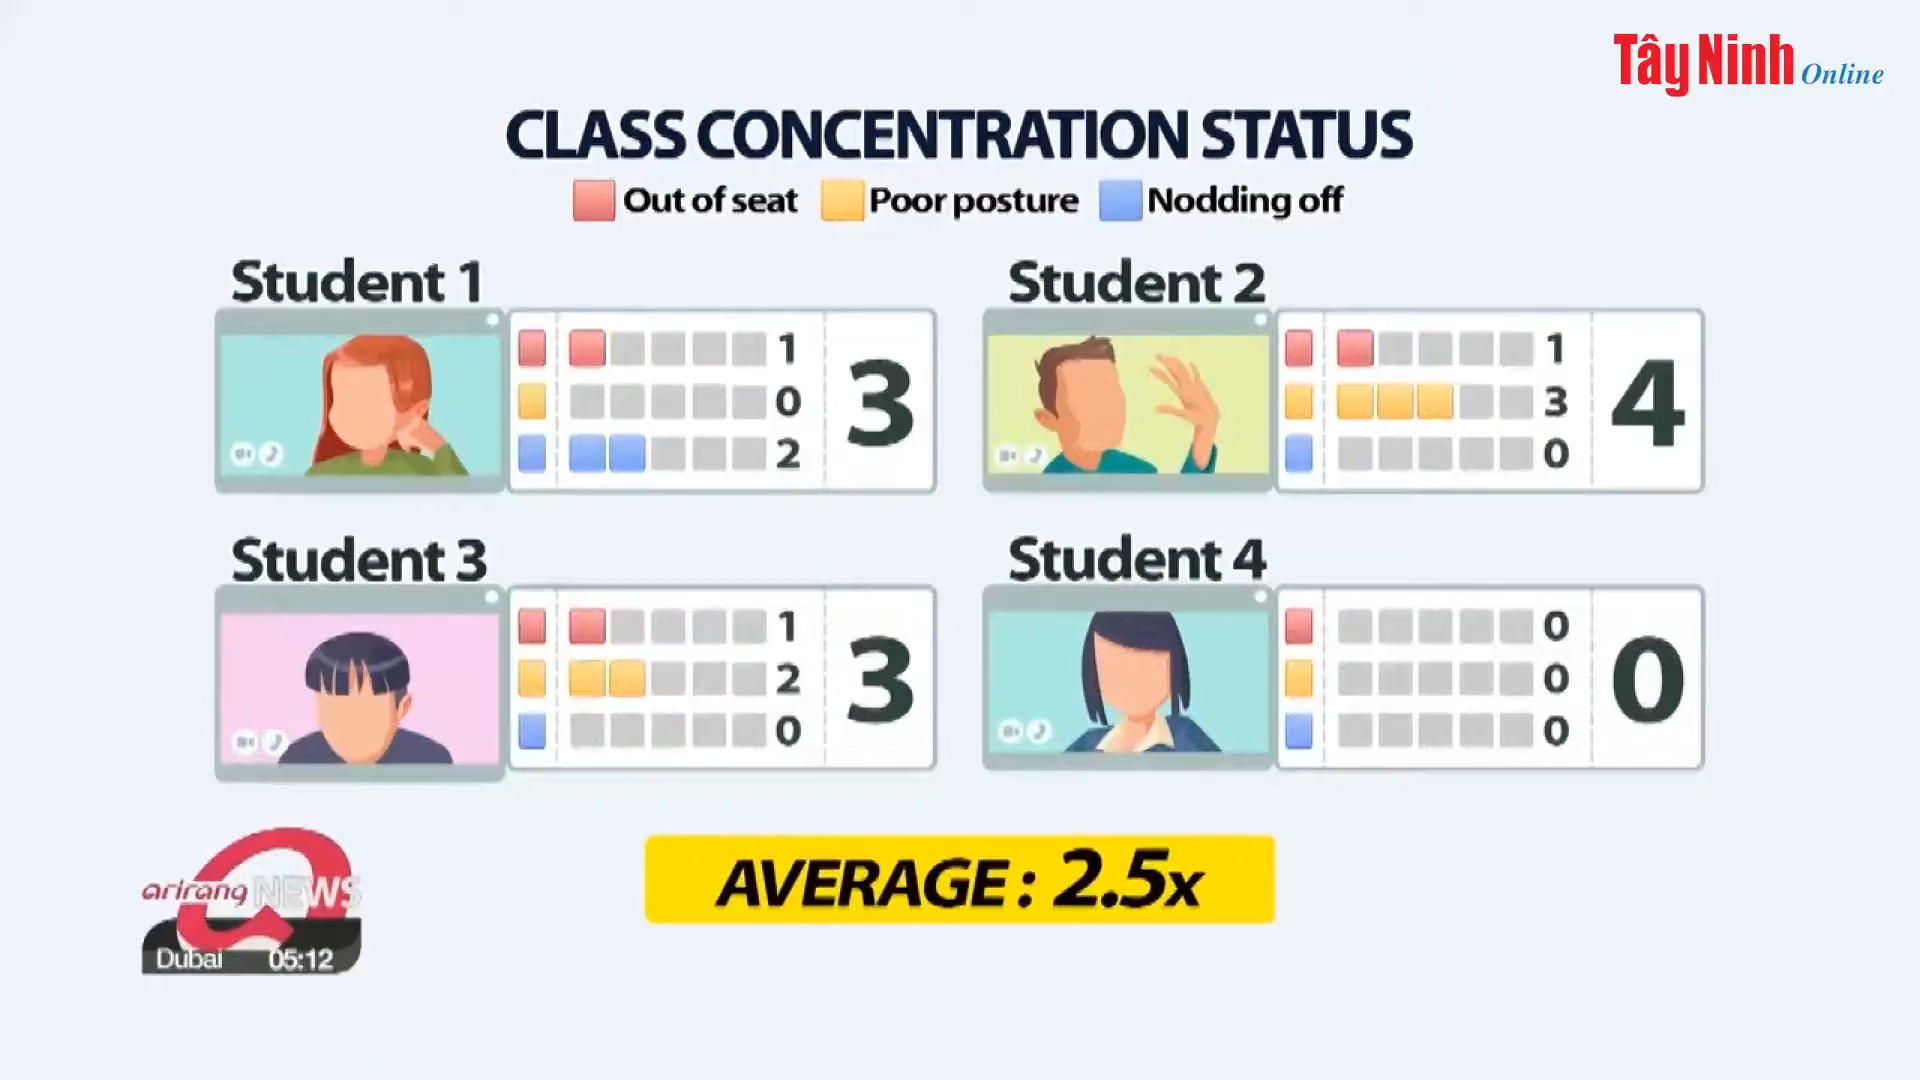 Tây Ninh Online
CLASS CONCENTRATION STATUS
Out of seat Poor posture Nodding off
Student 1
1
0
2
3
Student 2
1
3
0
4
Student 3
1
2
0
3
Student 4
0
0
0
0
AVERAGE : 2.5x
arirang NEWS
Dubai 05:12